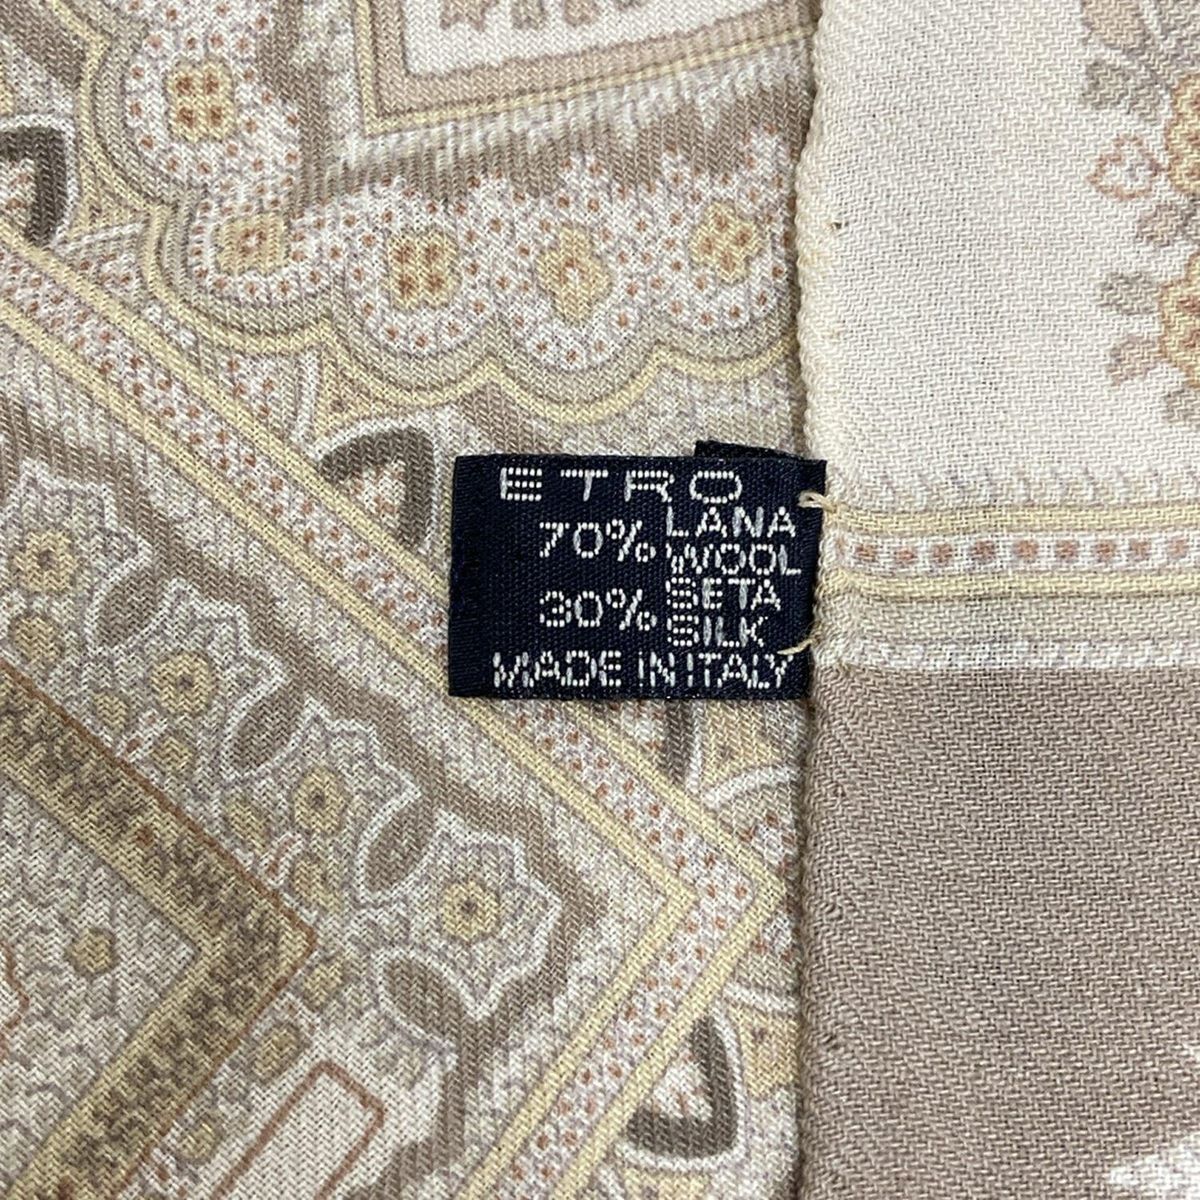 ETRO
70% LANA
WOOL
30% SETA
SILK
MADE IN ITALY